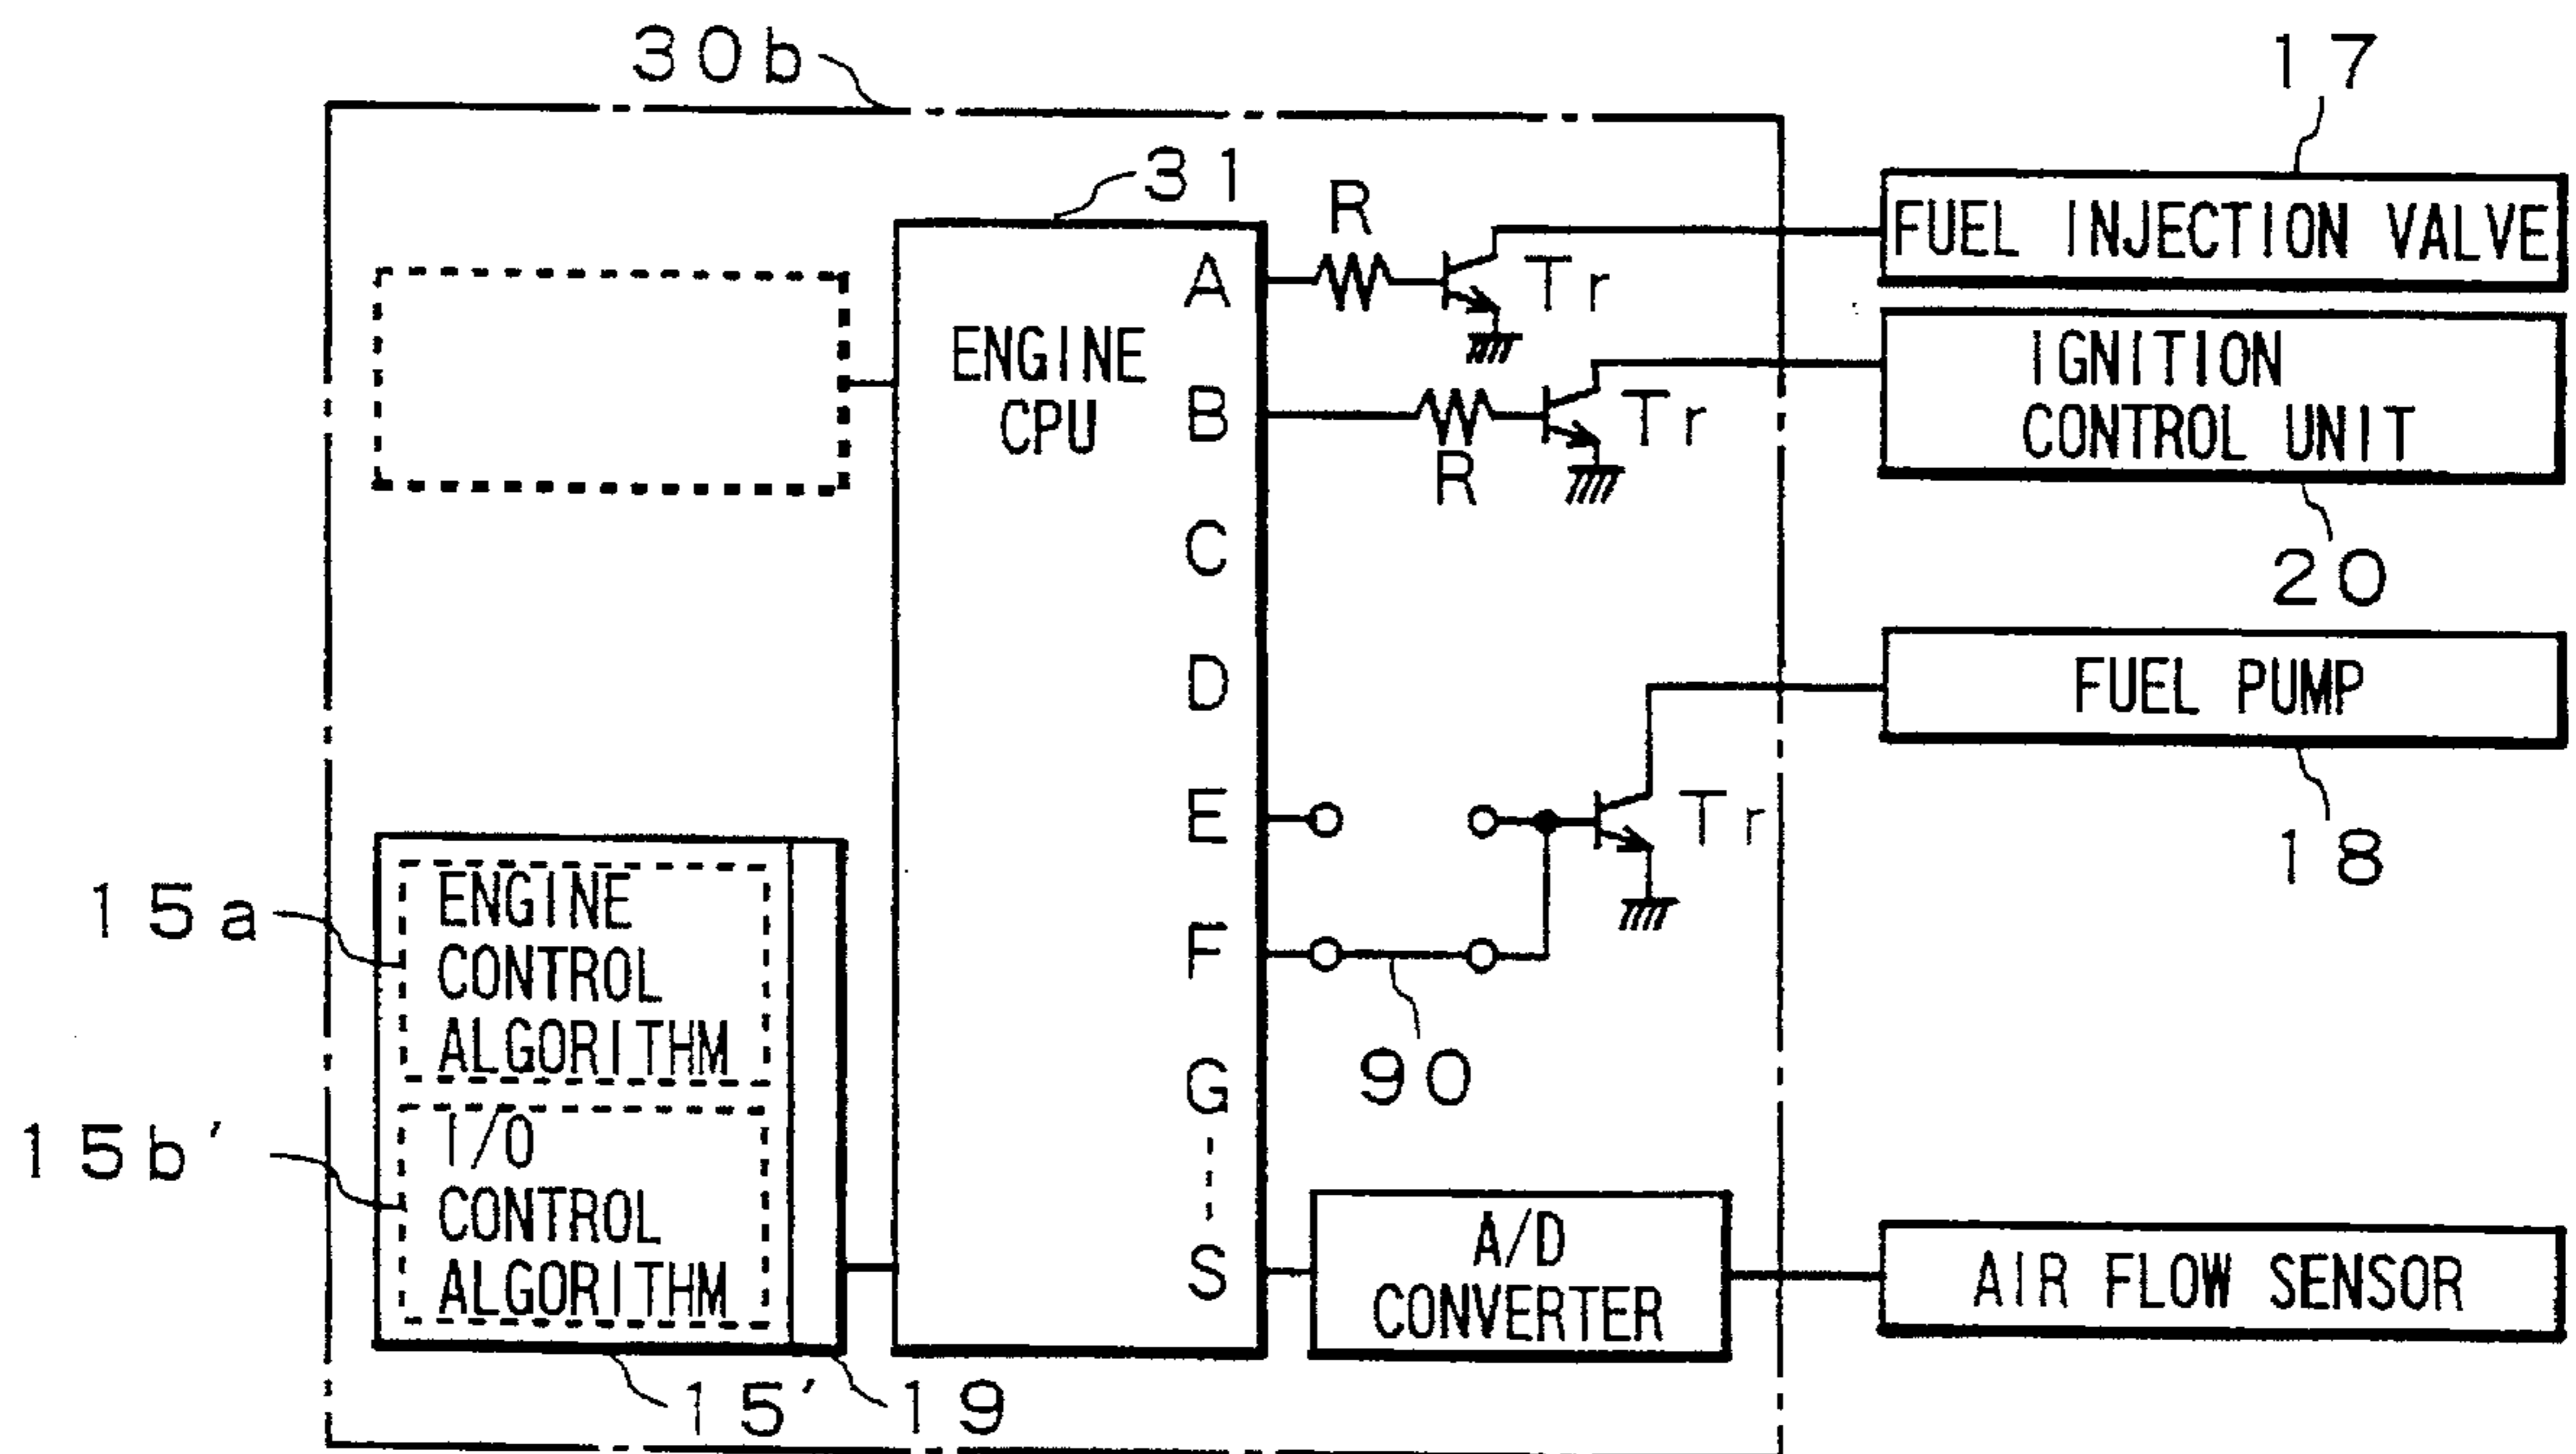 30b
17
31
R
FUEL INJECTION VALVE
A
Tr
ENGINE
CPU
IGNITION
CONTROL UNIT
B
Tr
R
C
20
D
FUEL PUMP
E
Tr
18
15a
ENGINE
CONTROL
ALGORITHM
F
90
G
15b'
I/O
CONTROL
ALGORITHM
S
A/D
CONVERTER
AIR FLOW SENSOR
15'
19